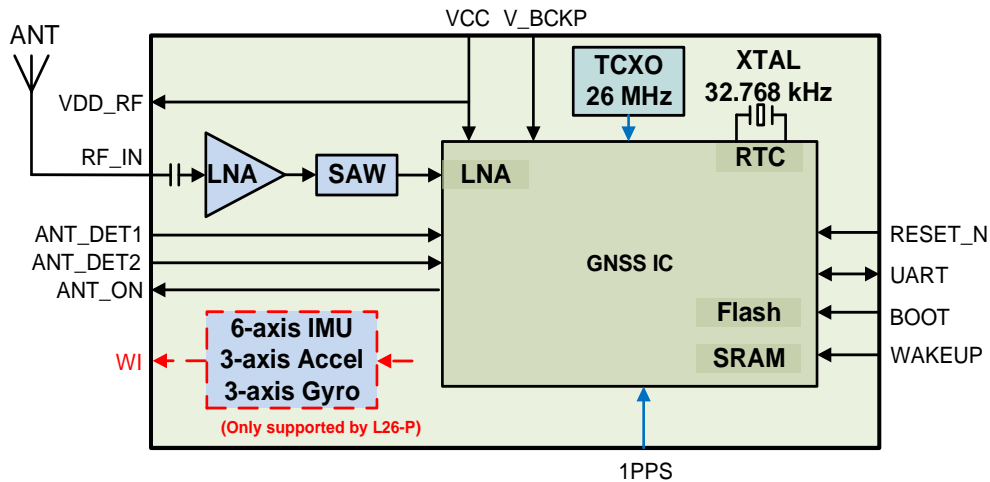 VCC
V_BCKP
ANT
TCXO
26 MHz
XTAL
32.768 kHz
VDD_RF
RF_IN
LNA
SAW
LNA
RTC
ANT_DET1
ANT_DET2
ANT_ON
GNSS IC
RESET_N
UART
BOOT
WAKEUP
Flash
SRAM
WI
6-axis IMU
3-axis Accel
3-axis Gyro
(Only supported by L26-P)
1PPS